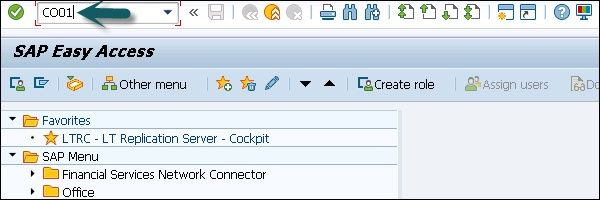 CO01
SAP Easy Access
Other menu Create role Assign users Do
Favorites
LTRC - LT Replication Server - Cockpit
SAP Menu
Financial Services Network Connector
Office